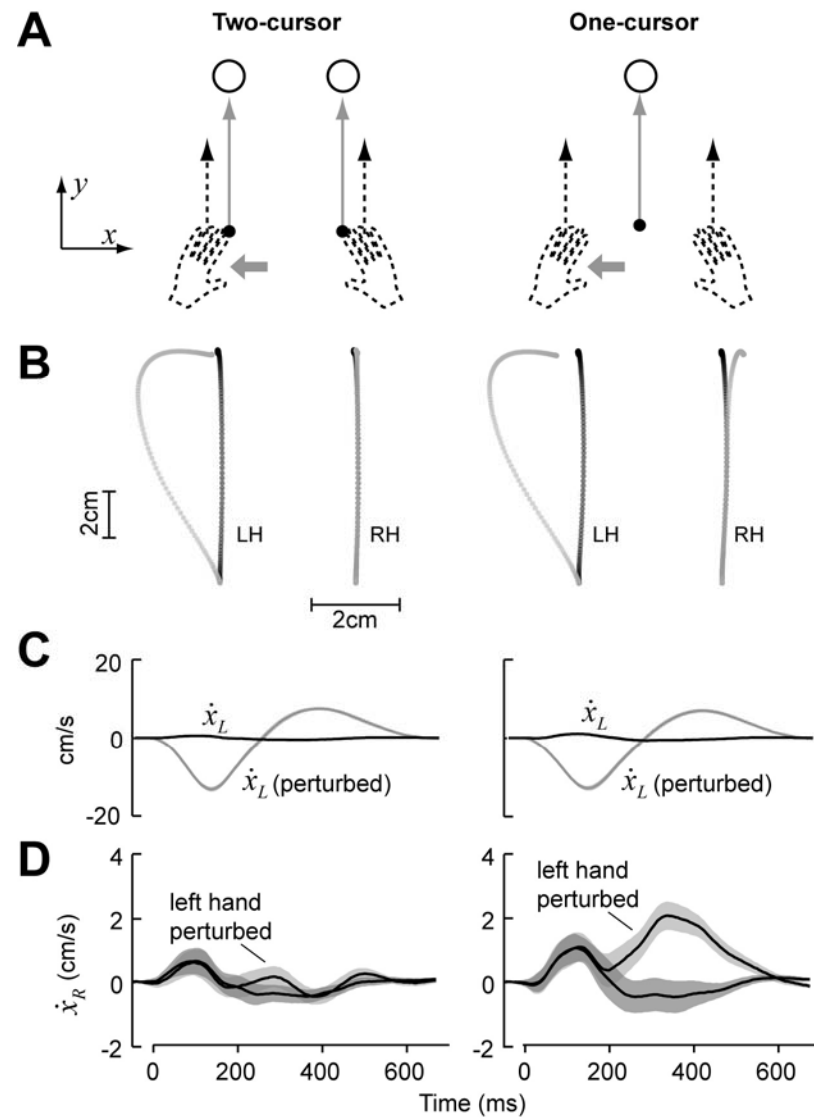 A
Two-cursor
One-cursor
y
x
B
2cm
LH
RH
LH
RH
2cm
C
20
0
-20
cm/s
ẋL
ẋL (perturbed)
ẋL
ẋL (perturbed)
D
4
2
0
-2
ẋR (cm/s)
left hand
perturbed
0 200 400 600
4
2
0
-2
left hand
perturbed
0 200 400 600
Time (ms)